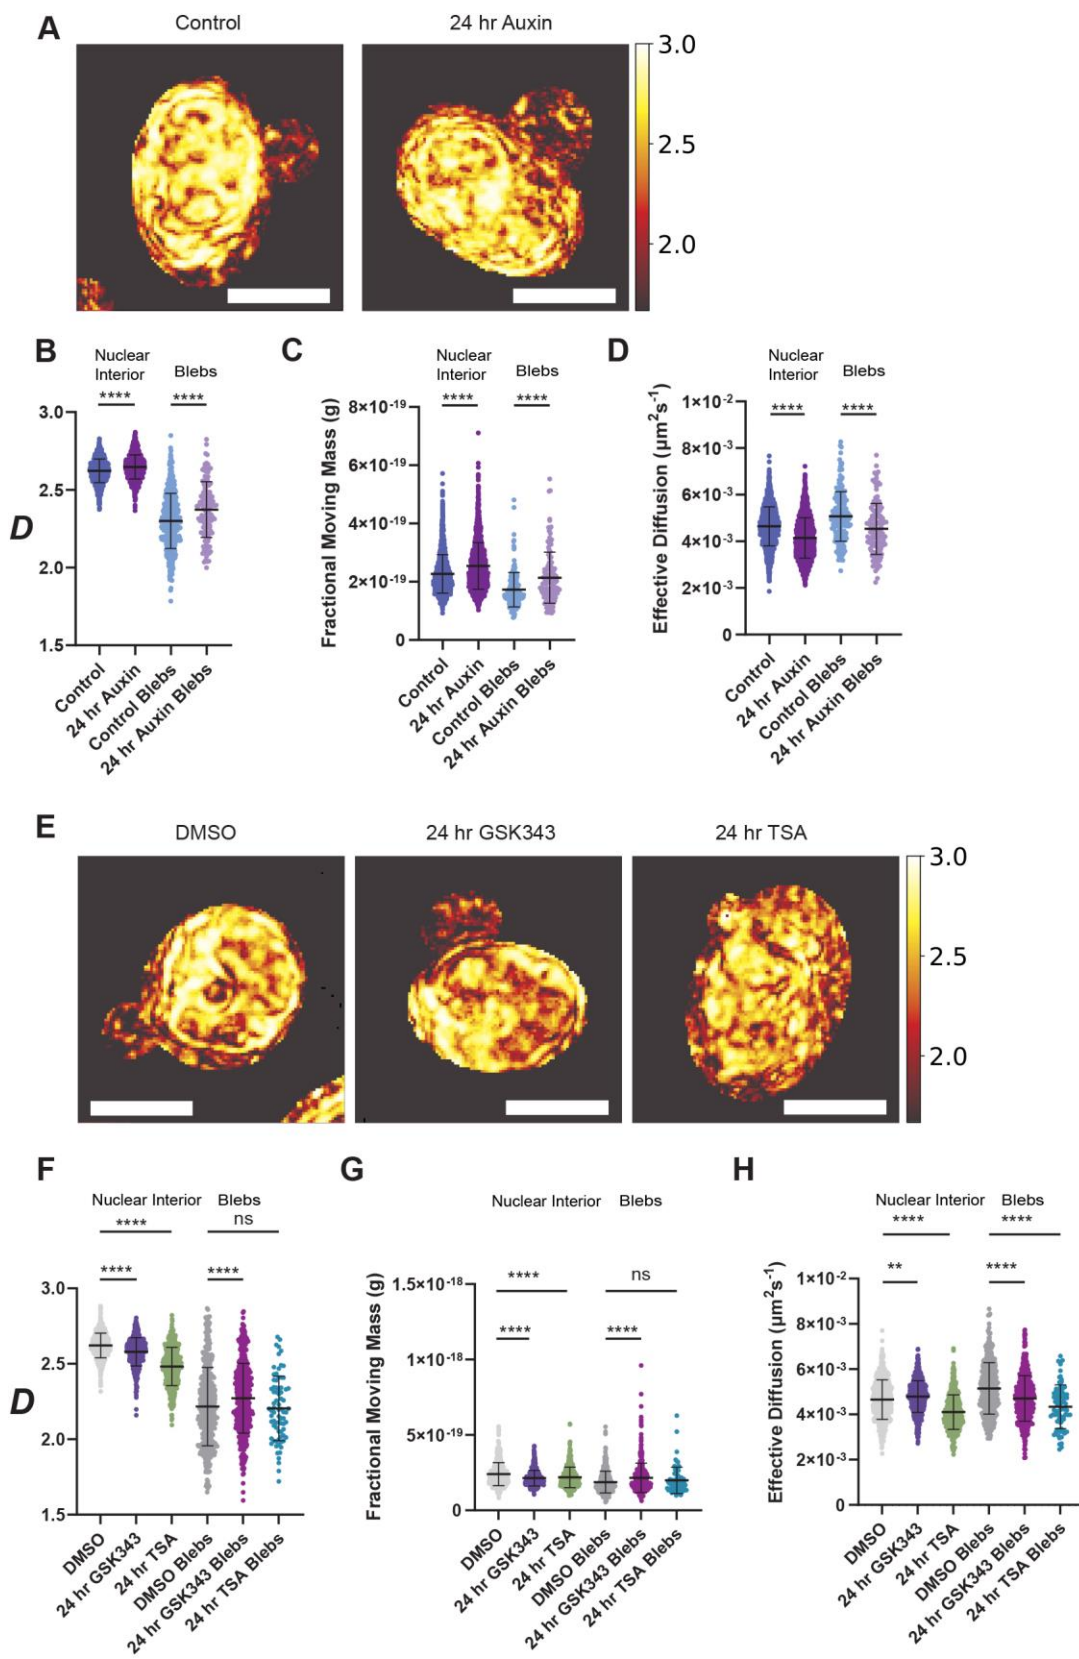 A
Control
24 hr Auxin
3.0
2.5
2.0
B
Nuclear
Interior
Blebs
****
****
3.0
2.5
2.0
1.5
D
Control
24 hr Auxin
Control Blebs
24 hr Auxin Blebs
C
Nuclear
Interior
Blebs
****
****
Fractional Moving Mass (g)
8×10⁻¹⁹
6×10⁻¹⁹
4×10⁻¹⁹
2×10⁻¹⁹
0
Control
24 hr Auxin
Control Blebs
24 hr Auxin Blebs
D
Nuclear
Interior
Blebs
****
****
Effective Diffusion (µm²s⁻¹)
1×10⁻²
8×10⁻³
6×10⁻³
4×10⁻³
2×10⁻³
0
Control
24 hr Auxin
Control Blebs
24 hr Auxin Blebs
E
DMSO
24 hr GSK343
24 hr TSA
3.0
2.5
2.0
F
Nuclear Interior
Blebs
****
ns
****
****
3.0
2.5
2.0
1.5
D
DMSO
24 hr GSK343
24 hr TSA
DMSO Blebs
24 hr GSK343 Blebs
24 hr TSA Blebs
G
Nuclear Interior
Blebs
****
ns
****
****
Fractional Moving Mass (g)
1.5×10⁻¹⁸
1×10⁻¹⁸
5×10⁻¹⁹
0
DMSO
24 hr GSK343
24 hr TSA
DMSO Blebs
24 hr GSK343 Blebs
24 hr TSA Blebs
H
Nuclear Interior
Blebs
****
****
**
****
Effective Diffusion (µm²s⁻¹)
1×10⁻²
8×10⁻³
6×10⁻³
4×10⁻³
2×10⁻³
0
DMSO
24 hr GSK343
24 hr TSA
DMSO Blebs
24 hr GSK343 Blebs
24 hr TSA Blebs